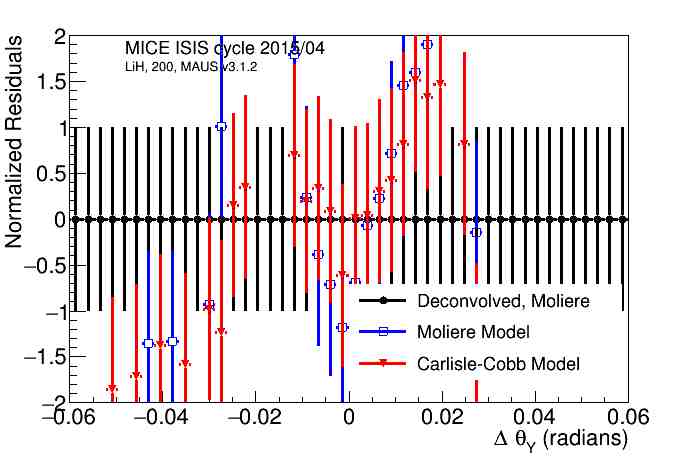 MICE ISIS cycle 2015/04
LiH, 200, MAUS v3.1.2
Normalized Residuals
2
1.5
1
0.5
0
−0.5
−1
−1.5
−2
Deconvolved, Moliere
Moliere Model
Carlisle-Cobb Model
−0.06 −0.04 −0.02 0 0.02 0.04 0.06
Δ θY (radians)